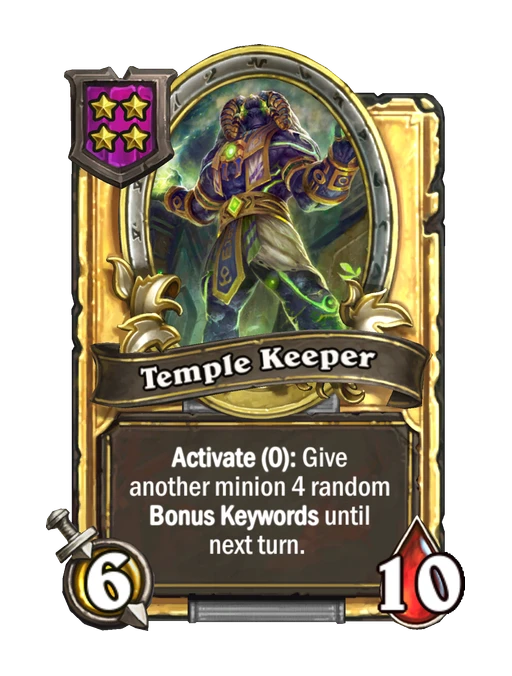 Temple Keeper
Activate (0): Give
another minion 4 random
Bonus Keywords until
next turn.
6
10